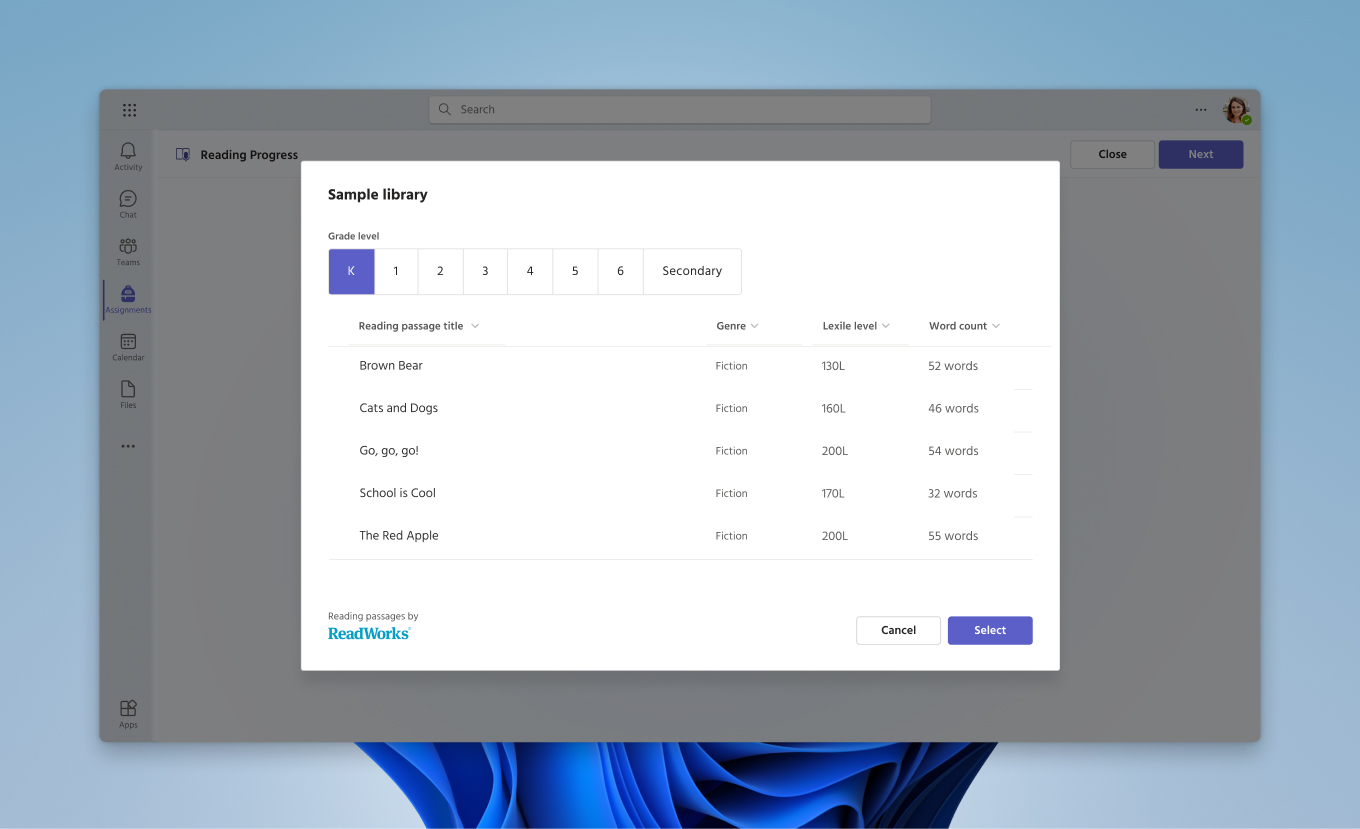 Search
Activity
Chat
Teams
Assignments
Calendar
Files
Apps
Reading Progress
Close
Next
Sample library
Grade level
K 1 2 3 4 5 6 Secondary
Reading passage title Genre Lexile level Word count
Brown Bear Fiction 130L 52 words
Cats and Dogs Fiction 160L 46 words
Go, go, go! Fiction 200L 54 words
School is Cool Fiction 170L 32 words
The Red Apple Fiction 200L 55 words
Reading passages by
ReadWorks®
Cancel
Select